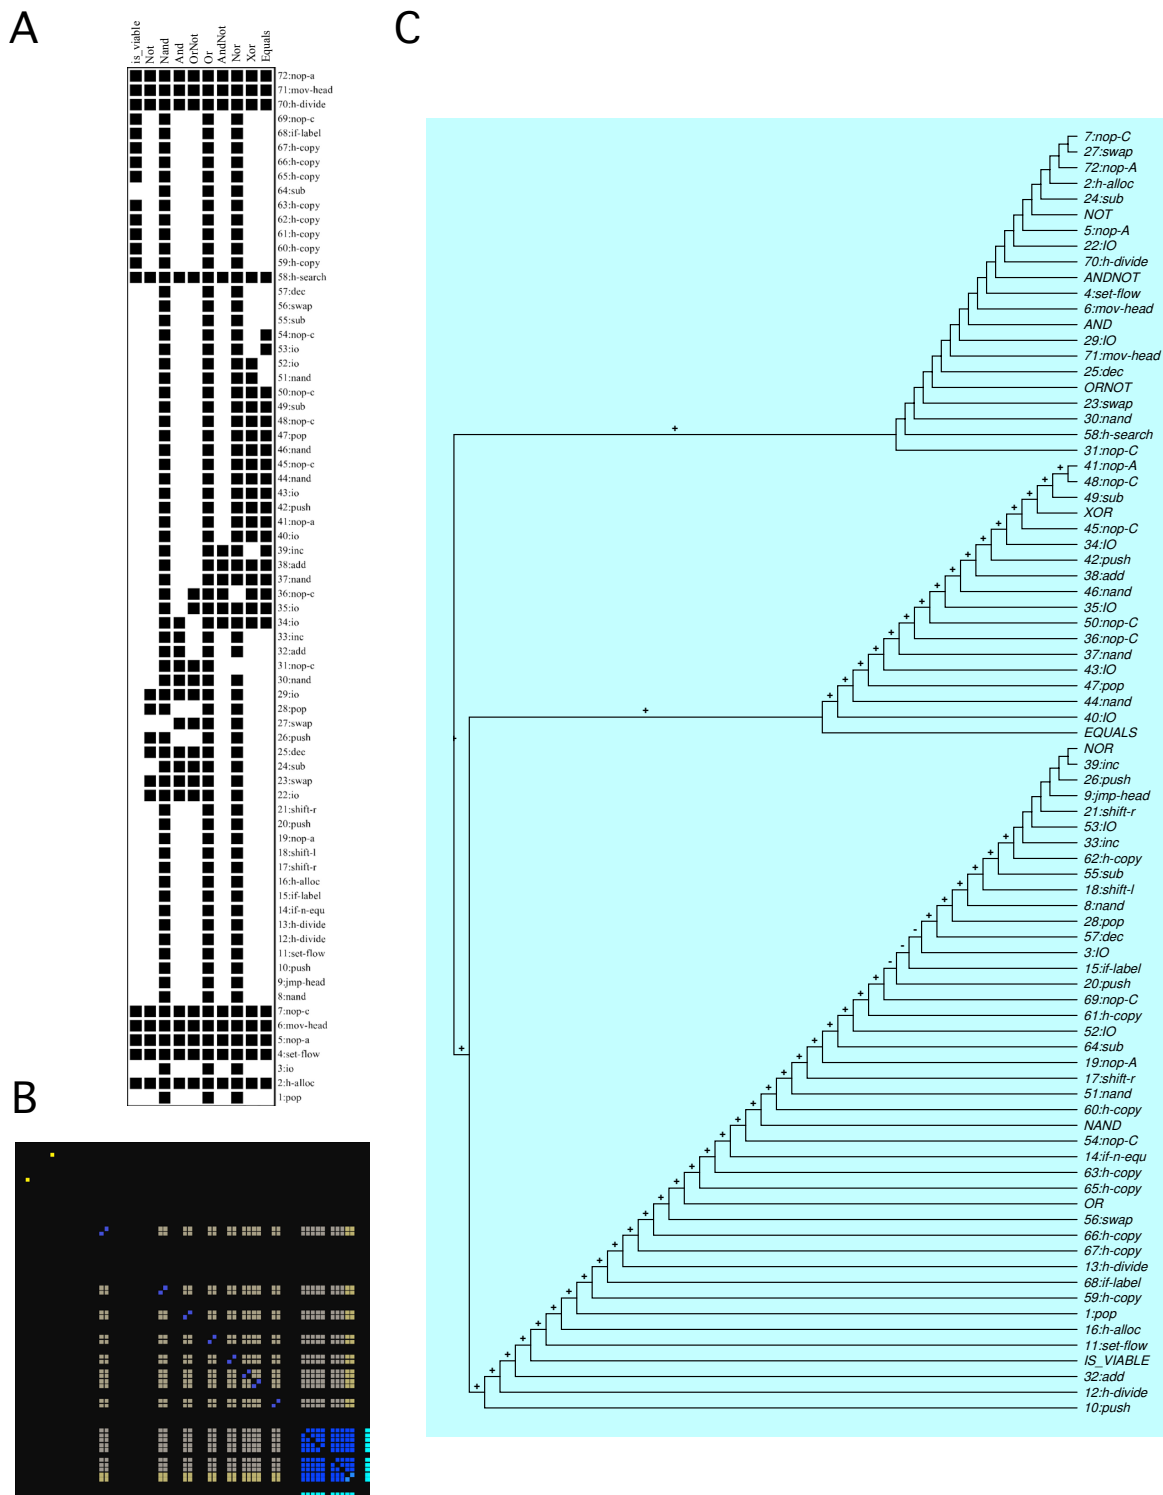 A
is_viable
Not
Nand
And
OrNot
Or
AndNot
Nor
Xor
Equals
72:nop-a
71:mov-head
70:h-divide
69:nop-c
68:if-label
67:h-copy
66:h-copy
65:h-copy
64:sub
63:h-copy
62:h-copy
61:h-copy
60:h-copy
59:h-copy
58:h-search
57:dec
56:swap
55:sub
54:nop-c
53:io
52:io
51:nand
50:nop-c
49:sub
48:nop-c
47:pop
46:nand
45:nop-c
44:nand
43:io
42:push
41:nop-a
40:io
39:inc
38:add
37:nand
36:nop-c
35:io
34:io
33:inc
32:add
31:nop-c
30:nand
29:io
28:pop
27:swap
26:push
25:dec
24:sub
23:swap
22:io
21:shift-r
20:push
19:nop-a
18:shift-l
17:shift-r
16:h-alloc
15:if-label
14:if-n-equ
13:h-divide
12:h-divide
11:set-flow
10:push
9:jmp-head
8:nand
7:nop-c
6:mov-head
5:nop-a
4:set-flow
3:io
2:h-alloc
1:pop
B
C
7:nop-C
27:swap
72:nop-A
2:h-alloc
24:sub
NOT
5:nop-A
22:IO
70:h-divide
ANDNOT
4:set-flow
6:mov-head
AND
29:IO
71:mov-head
25:dec
ORNOT
23:swap
30:nand
58:h-search
31:nop-C
41:nop-A
48:nop-C
49:sub
XOR
45:nop-C
34:IO
42:push
38:add
46:nand
35:IO
50:nop-C
36:nop-C
37:nand
43:IO
47:pop
44:nand
40:IO
EQUALS
NOR
39:inc
26:push
9:jmp-head
21:shift-r
53:IO
33:inc
62:h-copy
55:sub
18:shift-l
8:nand
28:pop
57:dec
3:IO
15:if-label
20:push
69:nop-C
61:h-copy
52:IO
64:sub
19:nop-A
17:shift-r
51:nand
60:h-copy
NAND
54:nop-C
14:if-n-equ
63:h-copy
65:h-copy
OR
56:swap
66:h-copy
67:h-copy
13:h-divide
68:if-label
59:h-copy
1:pop
16:h-alloc
11:set-flow
IS_VIABLE
32:add
12:h-divide
10:push